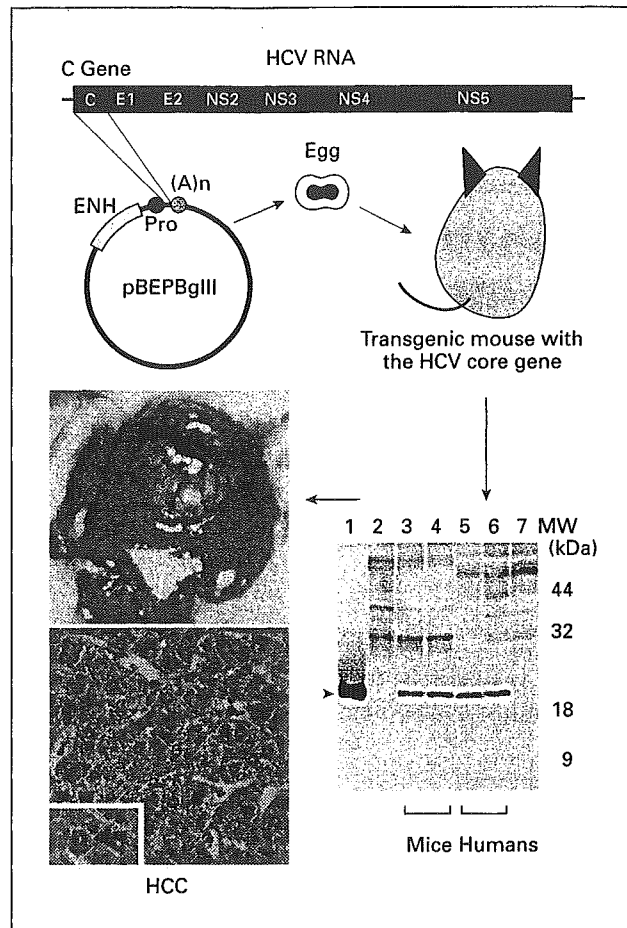 HCV RNA
C Gene
C E1 E2 NS2 NS3 NS4 NS5
Egg
(A)n
ENH
Pro
pBEPBglII
Transgenic mouse with
the HCV core gene
1 2 3 4 5 6 7 MW
(kDa)
44
32
18
9
Mice Humans
HCC